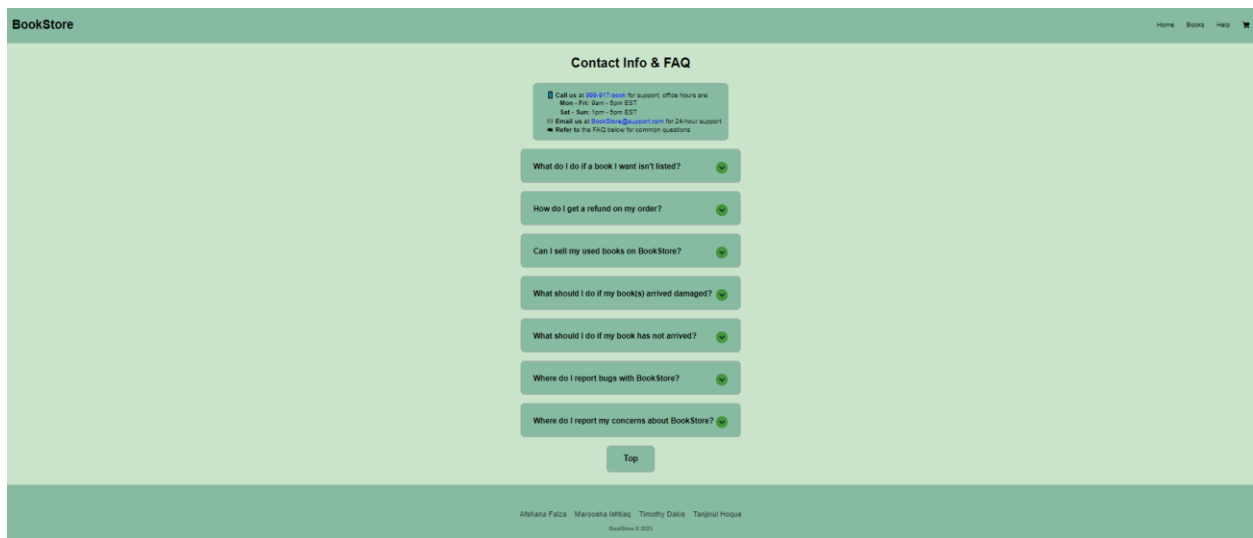 BookStore
Home Books Help
Contact Info & FAQ
Call us at 999-917-book for support, office hours are:
Mon - Fri: 9am - 5pm EST
Sat - Sun: 1pm - 5pm EST
Email us at BookStore@support.com for 24-hour support
Refer to the FAQ below for common questions
What do I do if a book I want isn't listed?
How do I get a refund on my order?
Can I sell my used books on BookStore?
What should I do if my book(s) arrived damaged?
What should I do if my book has not arrived?
Where do I report bugs with BookStore?
Where do I report my concerns about BookStore?
Top
Afshana Faiza Maroosha Ishtiaq Timothy Dakis Tanjinul Hoque
BookStore © 2023